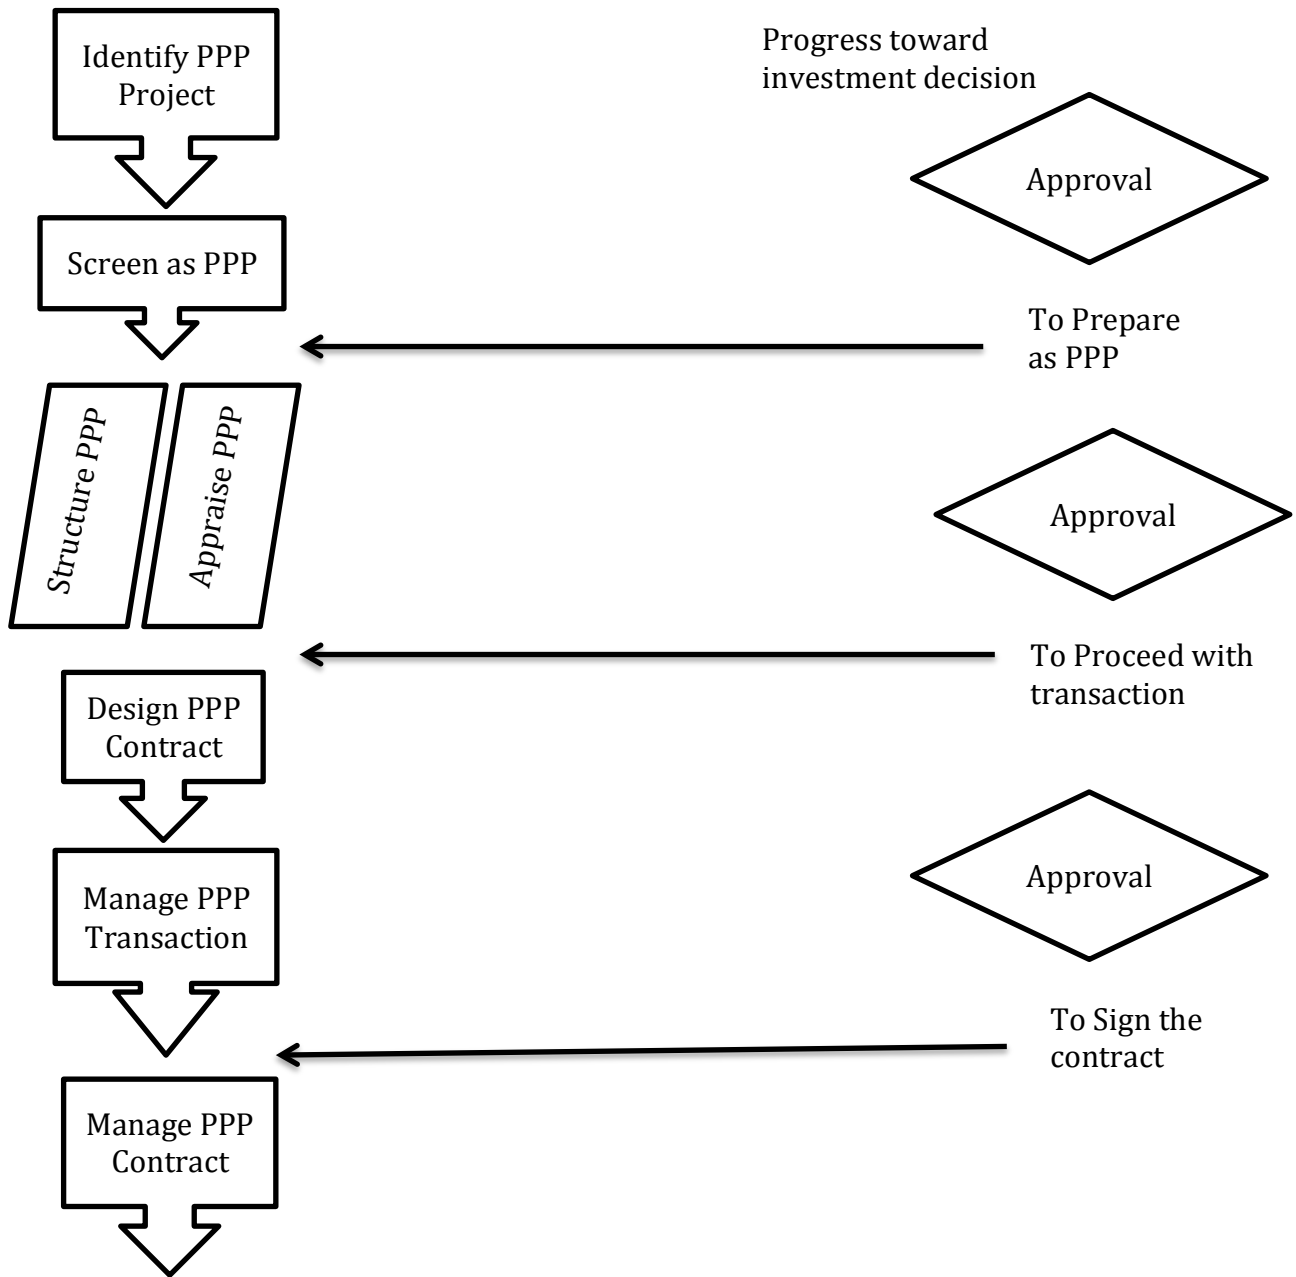 Identify PPP
Project
Progress toward
investment decision
Approval
Screen as PPP
To Prepare
as PPP
Structure PPP
Appraise PPP
Approval
To Proceed with
transaction
Design PPP
Contract
Approval
Manage PPP
Transaction
To Sign the
contract
Manage PPP
Contract